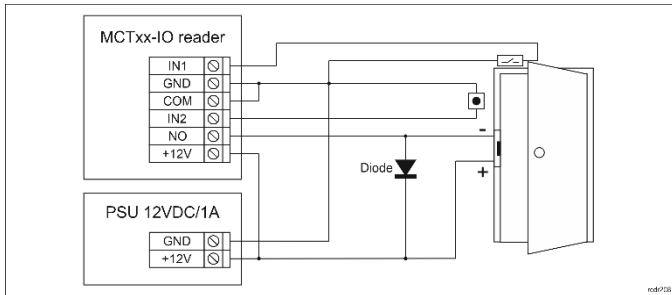 MCTxx-IO reader
IN1
GND
COM
IN2
NO
+12V
-
Diode
+
PSU 12VDC/1A
GND
+12V